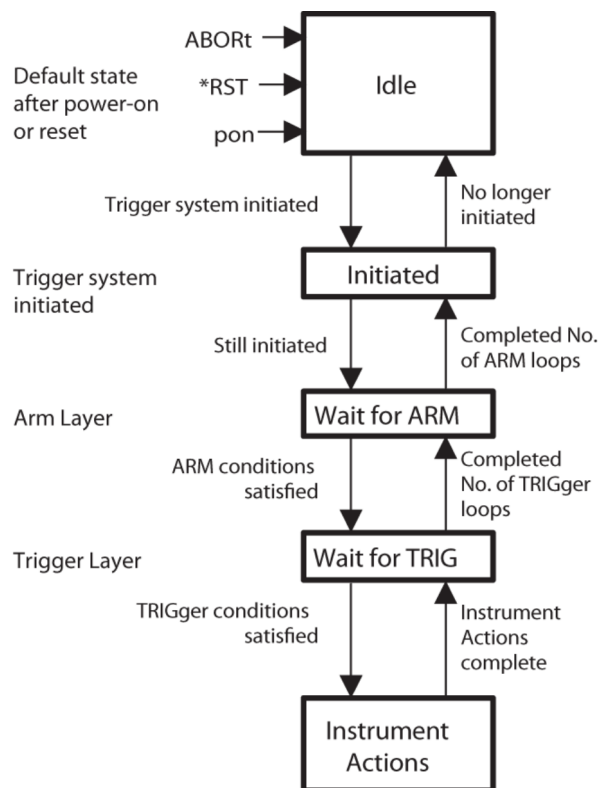 ABORt
Default state
after power-on
or reset
*RST
pon
Idle
Trigger system initiated
No longer
initiated
Trigger system
initiated
Initiated
Still initiated
Completed No.
of ARM loops
Arm Layer
Wait for ARM
ARM conditions
satisfied
Completed
No. of TRIGger
loops
Trigger Layer
Wait for TRIG
TRIGger conditions
satisfied
Instrument
Actions
complete
Instrument
Actions